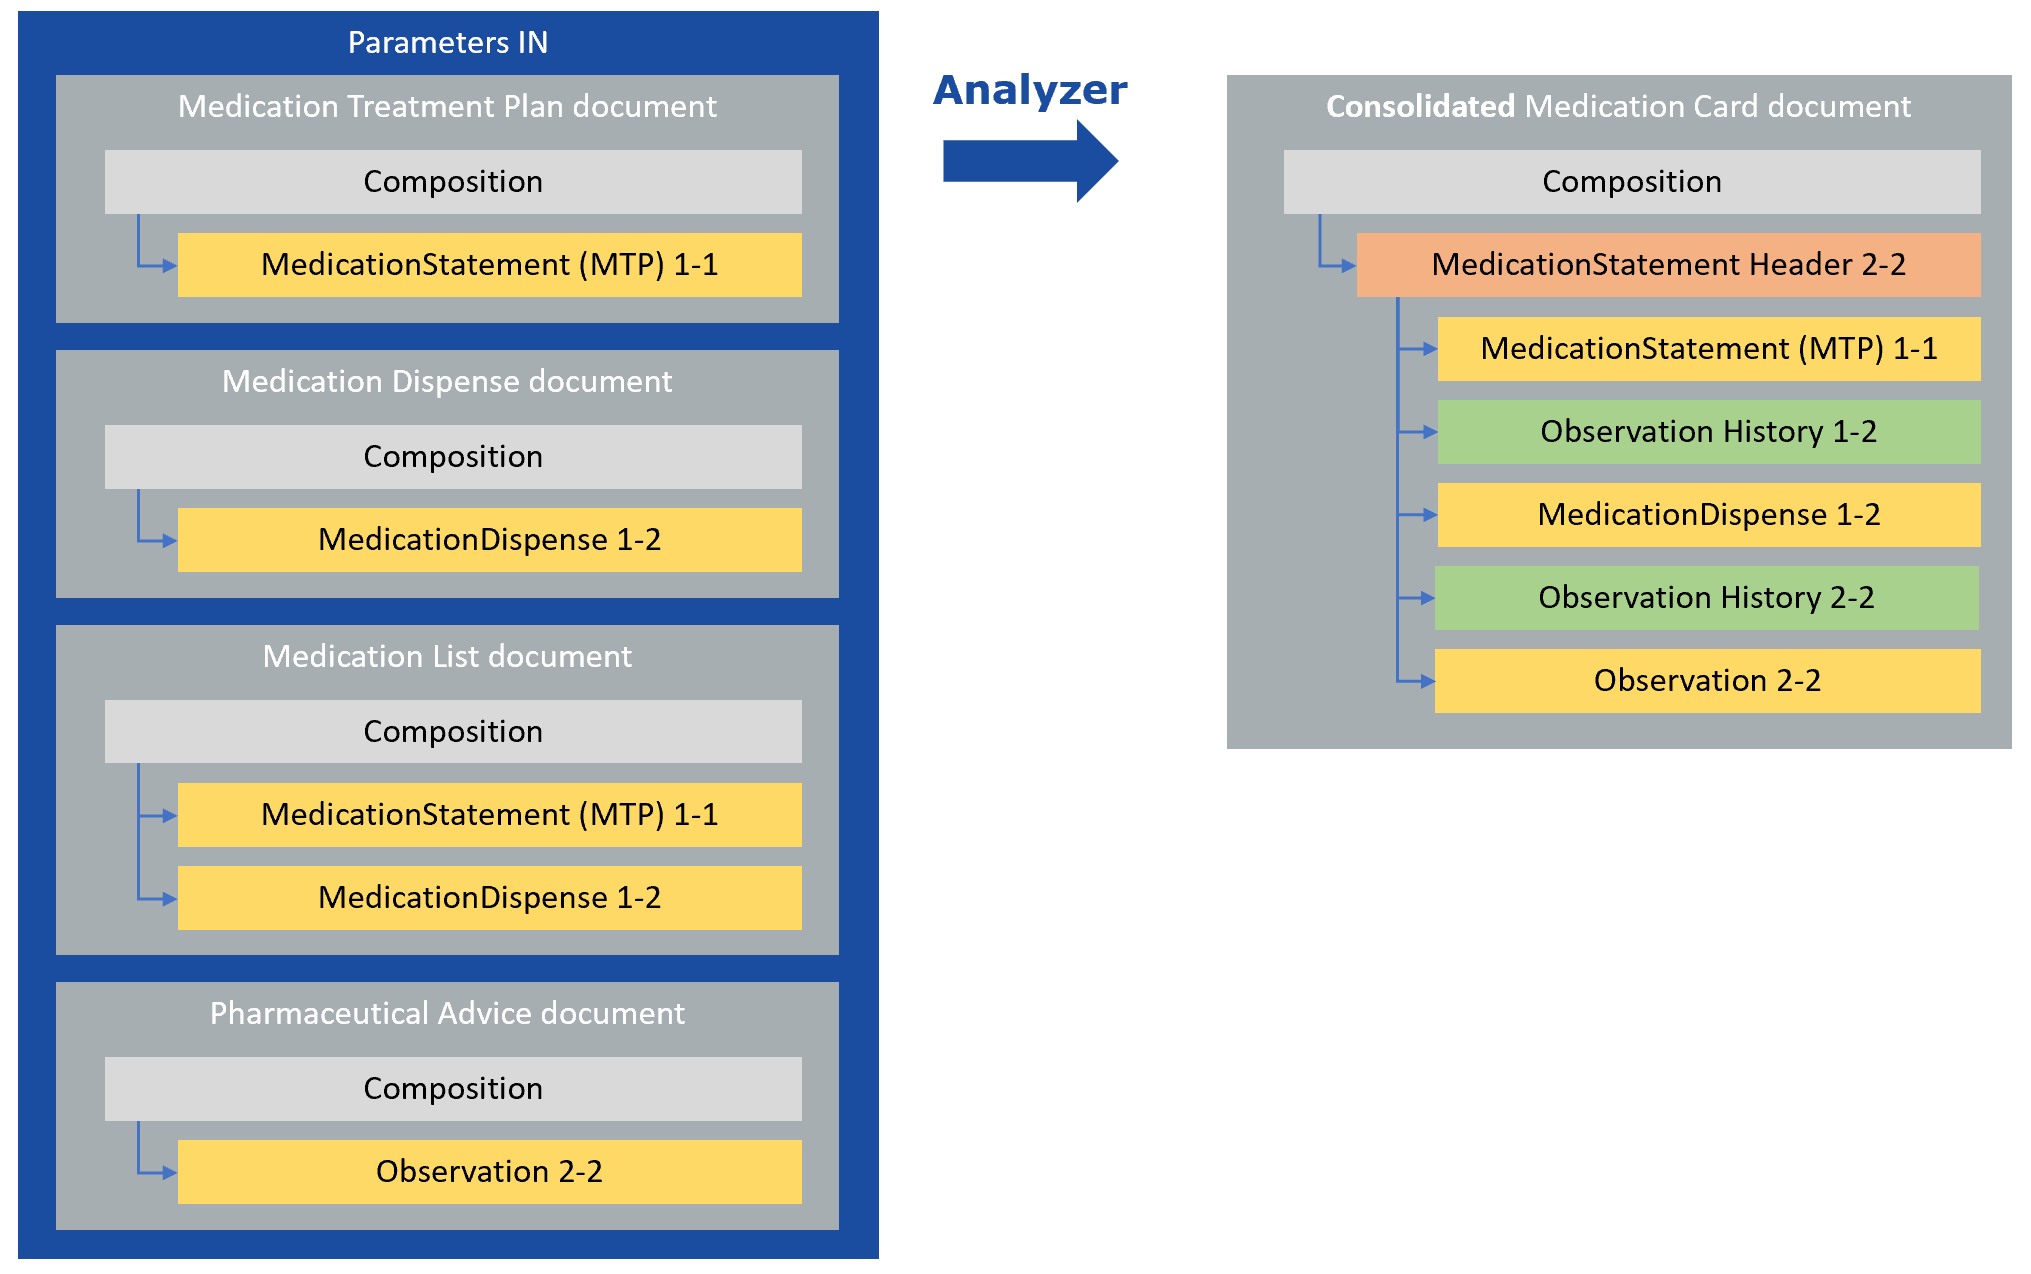 Parameters IN
Medication Treatment Plan document
Composition
MedicationStatement (MTP) 1-1
Medication Dispense document
Composition
MedicationDispense 1-2
Medication List document
Composition
MedicationStatement (MTP) 1-1
MedicationDispense 1-2
Pharmaceutical Advice document
Composition
Observation 2-2
Analyzer
Consolidated Medication Card document
Composition
MedicationStatement Header 2-2
MedicationStatement (MTP) 1-1
Observation History 1-2
MedicationDispense 1-2
Observation History 2-2
Observation 2-2